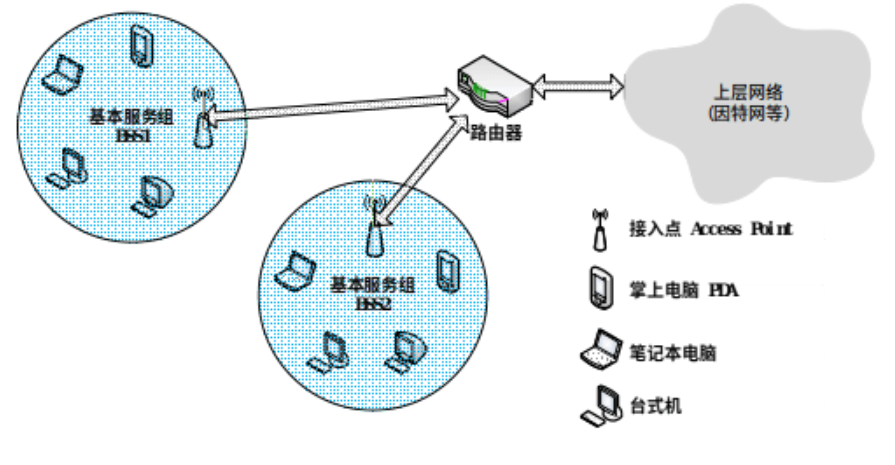 基本服务组
BSS1
路由器
上层网络
(因特网等)
基本服务组
BSS2
接入点 Access Point
掌上电脑 PDA
笔记本电脑
台式机